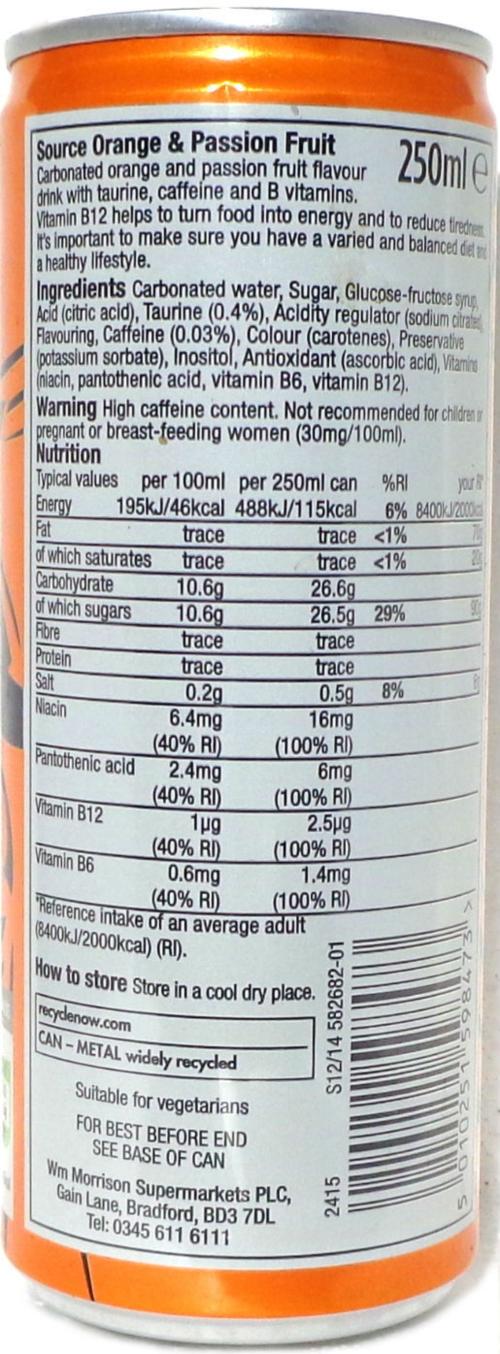 Source Orange & Passion Fruit
250ml e
Carbonated orange and passion fruit flavour
drink with taurine, caffeine and B vitamins.
Vitamin B12 helps to turn food into energy and to reduce tiredness.
It's important to make sure you have a varied and balanced diet and
a healthy lifestyle.
Ingredients Carbonated water, Sugar, Glucose-fructose syrup,
Acid (citric acid), Taurine (0.4%), Acidity regulator (sodium citrates),
Flavouring, Caffeine (0.03%), Colour (carotenes), Preservative
(potassium sorbate), Inositol, Antioxidant (ascorbic acid), Vitamins
(niacin, pantothenic acid, vitamin B6, vitamin B12).
Warning High caffeine content. Not recommended for children or
pregnant or breast-feeding women (30mg/100ml).
Nutrition
Typical values per 100ml per 250ml can %RI your RI*
Energy 195kJ/46kcal 488kJ/115kcal 6% 8400kJ/2000kcal
Fat trace trace <1% 70g
of which saturates trace trace <1% 20g
Carbohydrate 10.6g 26.6g
of which sugars 10.6g 26.5g 29% 90g
Fibre trace trace
Protein trace trace
Salt 0.2g 0.5g 8% 6g
Niacin 6.4mg 16mg
(40% RI) (100% RI)
Pantothenic acid 2.4mg 6mg
(40% RI) (100% RI)
Vitamin B12 1µg 2.5µg
(40% RI) (100% RI)
Vitamin B6 0.6mg 1.4mg
(40% RI) (100% RI)
*Reference intake of an average adult
(8400kJ/2000kcal) (RI).
How to store Store in a cool dry place.
recyclenow.com
CAN – METAL widely recycled
Suitable for vegetarians
FOR BEST BEFORE END
SEE BASE OF CAN
Wm Morrison Supermarkets PLC,
Gain Lane, Bradford, BD3 7DL
Tel: 0345 611 6111
2415 S12/14 582682-01
5 010251 598473 >